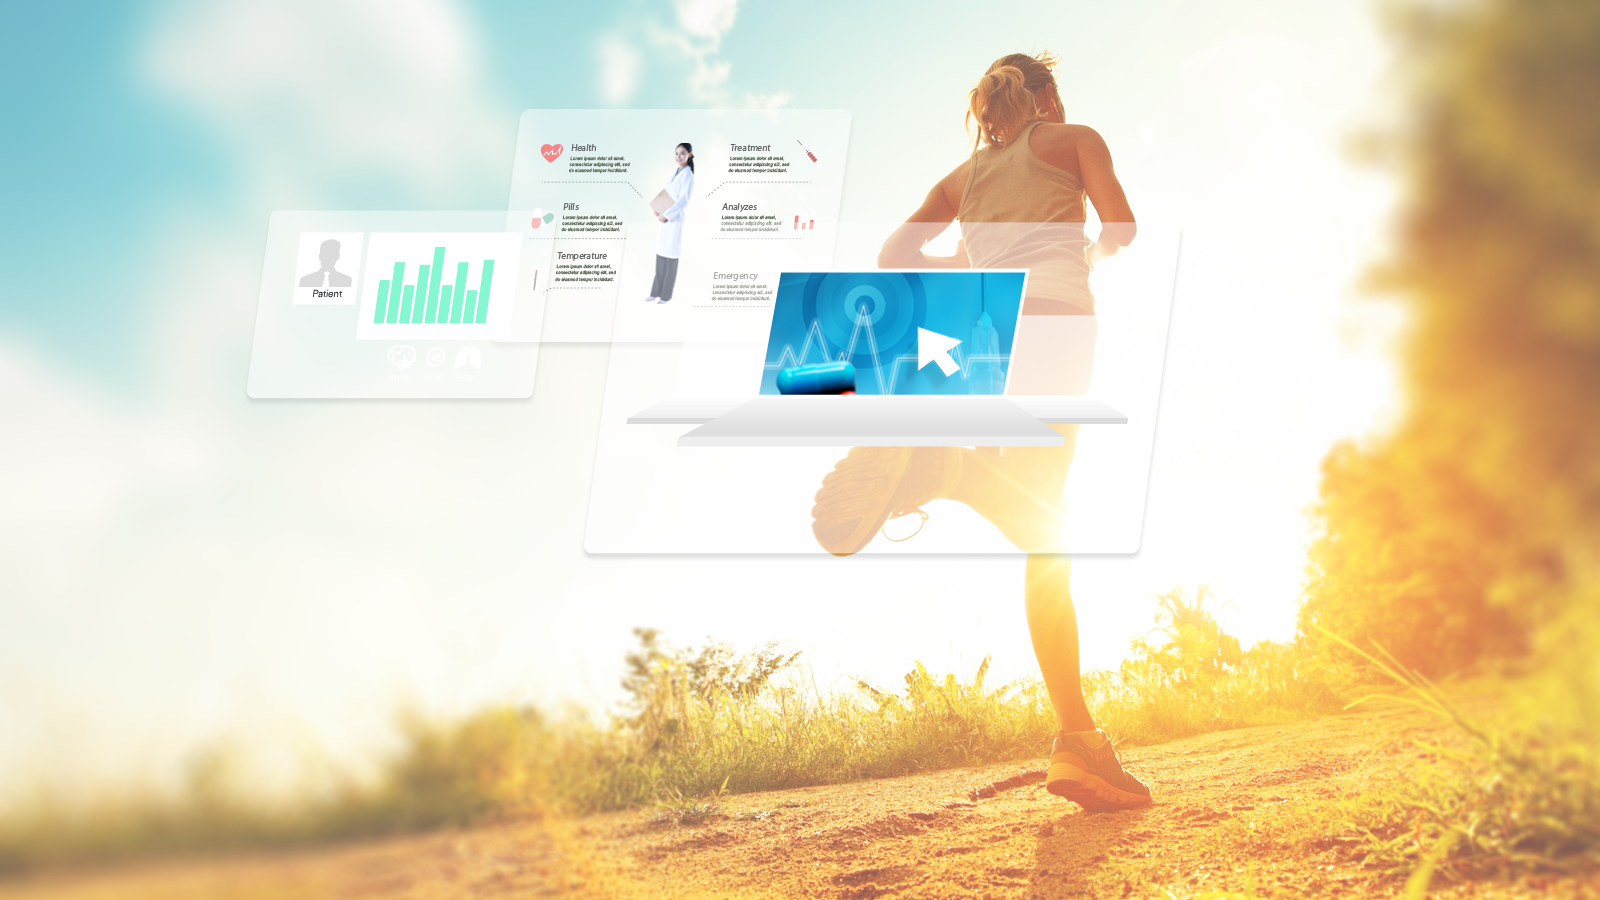 Health
Lorem ipsum dolor sit amet,
consectetur adipiscing elit, sed
do eiusmod tempor incididunt.
Treatment
Lorem ipsum dolor sit amet,
consectetur adipiscing elit, sed
do eiusmod tempor incididunt.
Pills
Lorem ipsum dolor sit amet,
consectetur adipiscing elit, sed
do eiusmod tempor incididunt.
Analyzes
Lorem ipsum dolor sit amet,
consectetur adipiscing elit, sed
do eiusmod tempor incididunt.
Temperature
Lorem ipsum dolor sit amet,
consectetur adipiscing elit, sed
do eiusmod tempor incididunt.
Emergency
Lorem ipsum dolor sit amet,
consectetur adipiscing elit, sed
do eiusmod tempor incididunt.
Patient